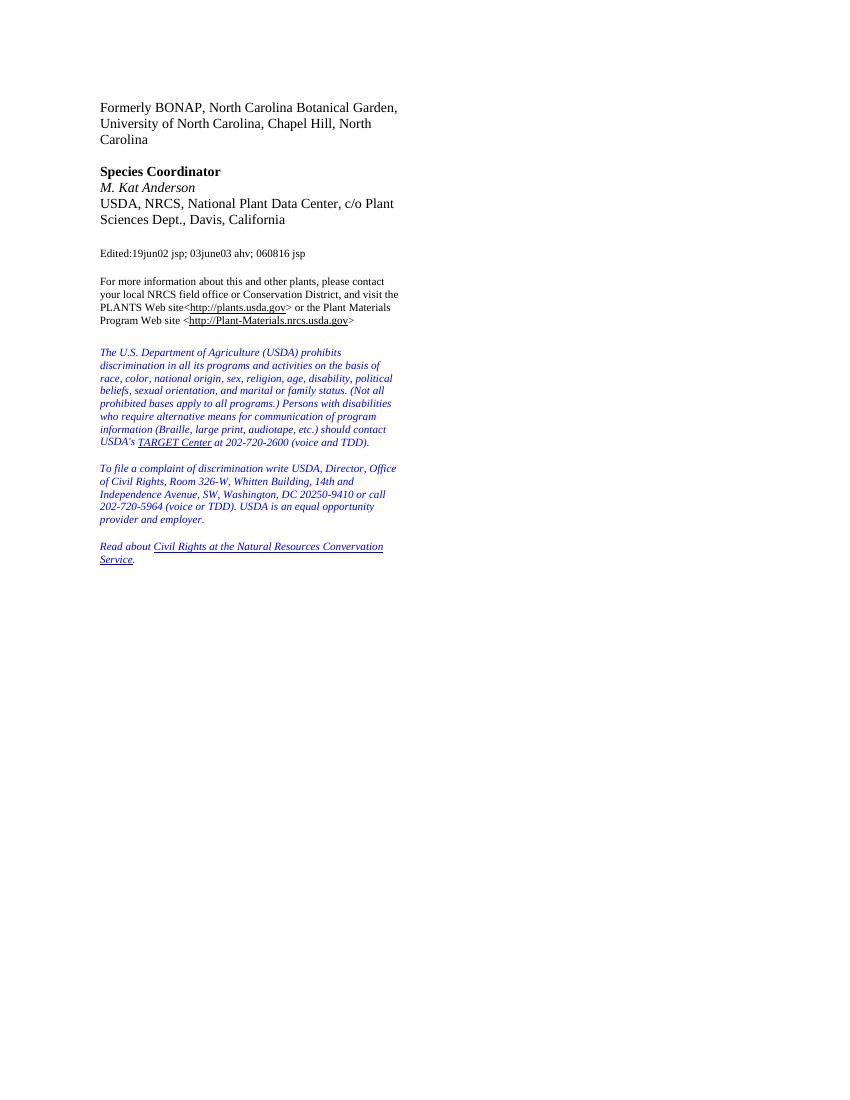 Formerly BONAP, North Carolina Botanical Garden,
University of North Carolina, Chapel Hill, North
Carolina
Species Coordinator
M. Kat Anderson
USDA, NRCS, National Plant Data Center, c/o Plant
Sciences Dept., Davis, California
Edited:19jun02 jsp; 03june03 ahv; 060816 jsp
For more information about this and other plants, please contact
your local NRCS field office or Conservation District, and visit the
PLANTS Web site<http://plants.usda.gov> or the Plant Materials
Program Web site <http://Plant-Materials.nrcs.usda.gov>
The U.S. Department of Agriculture (USDA) prohibits
discrimination in all its programs and activities on the basis of
race, color, national origin, sex, religion, age, disability, political
beliefs, sexual orientation, and marital or family status. (Not all
prohibited bases apply to all programs.) Persons with disabilities
who require alternative means for communication of program
information (Braille, large print, audiotape, etc.) should contact
USDA's TARGET Center at 202-720-2600 (voice and TDD).
To file a complaint of discrimination write USDA, Director, Office
of Civil Rights, Room 326-W, Whitten Building, 14th and
Independence Avenue, SW, Washington, DC 20250-9410 or call
202-720-5964 (voice or TDD). USDA is an equal opportunity
provider and employer.
Read about Civil Rights at the Natural Resources Convervation
Service.